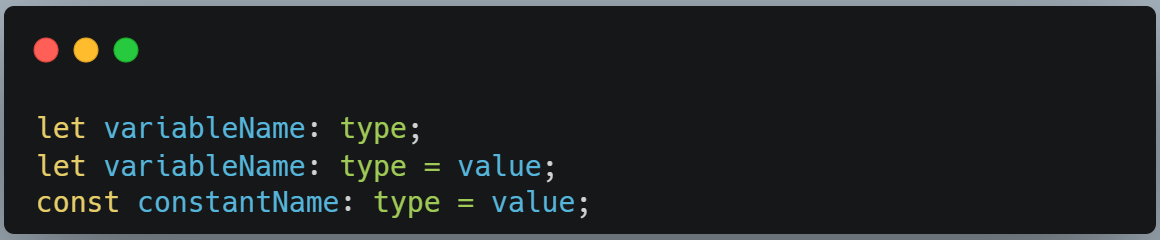 let variableName: type;
let variableName: type = value;
const constantName: type = value;